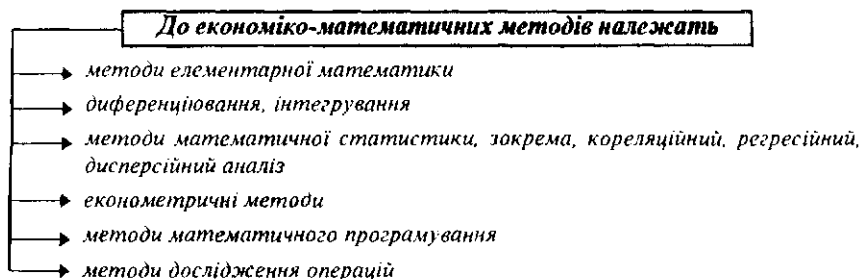 До економіко-математичних методів належать
методи елементарної математики
диференціювання, інтегрування
методи математичної статистики, зокрема, кореляційний, регресійний,
дисперсійний аналіз
економетричні методи
методи математичного програмування
методи дослідження операцій